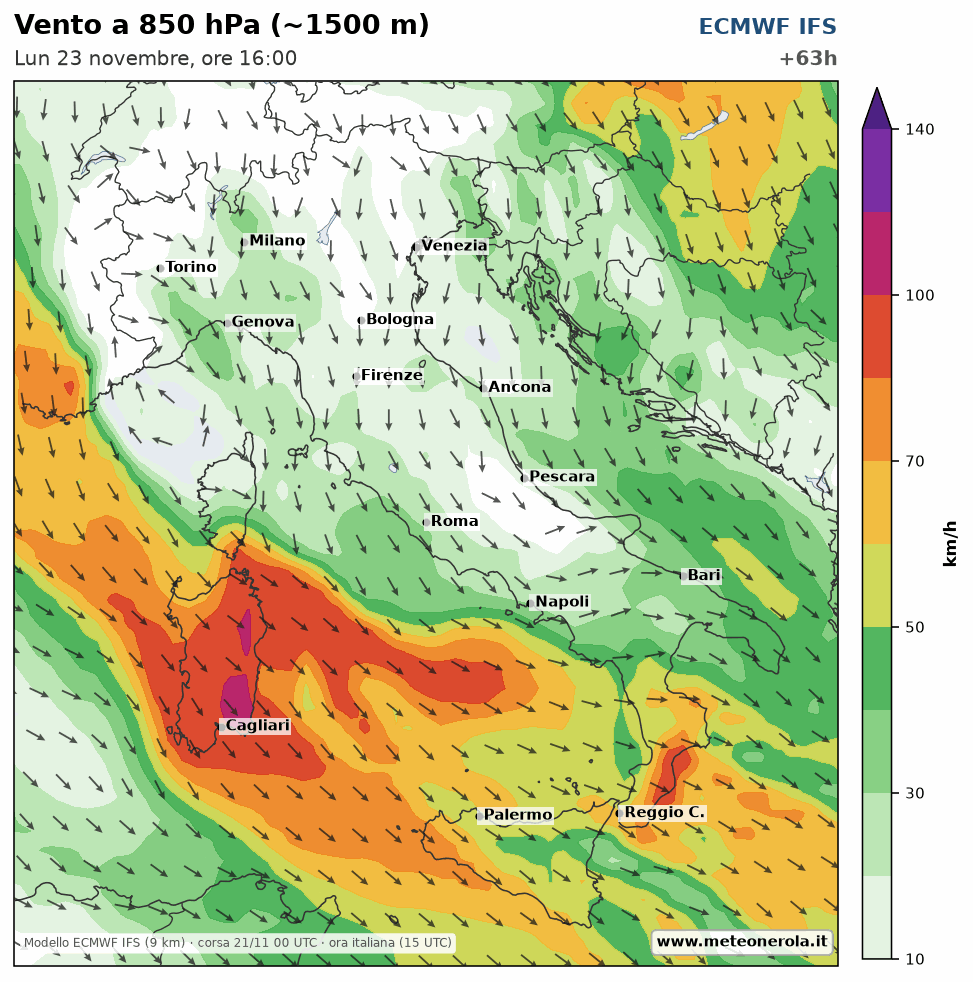 Vento a 850 hPa (~1500 m)
ECMWF IFS
Lun 23 novembre, ore 16:00
+63h
Milano
Venezia
Torino
Genova
Bologna
Firenze
Ancona
Pescara
Roma
Bari
Napoli
Cagliari
Palermo
Reggio C.
140
100
70
50
30
10
km/h
Modello ECMWF IFS (9 km) · corsa 21/11 00 UTC · ora italiana (15 UTC)
www.meteonerola.it